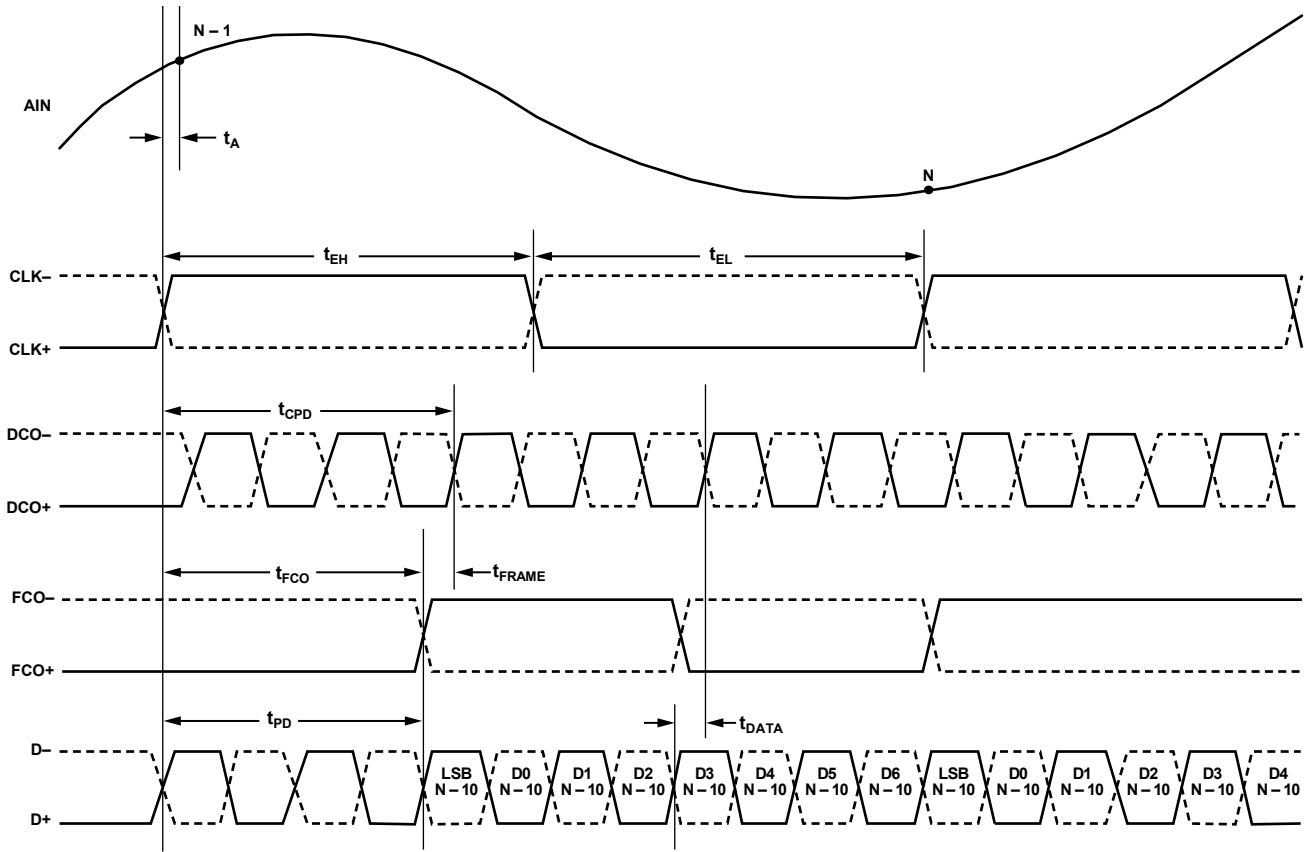 N – 1
AIN
tA
N
tEH
tEL
CLK–
CLK+
tCPD
DCO–
DCO+
tFCO
tFRAME
FCO–
FCO+
tPD
tDATA
D–
D+
LSB N – 10
D0 N – 10
D1 N – 10
D2 N – 10
D3 N – 10
D4 N – 10
D5 N – 10
D6 N – 10
LSB N – 10
D0 N – 10
D1 N – 10
D2 N – 10
D3 N – 10
D4 N – 10